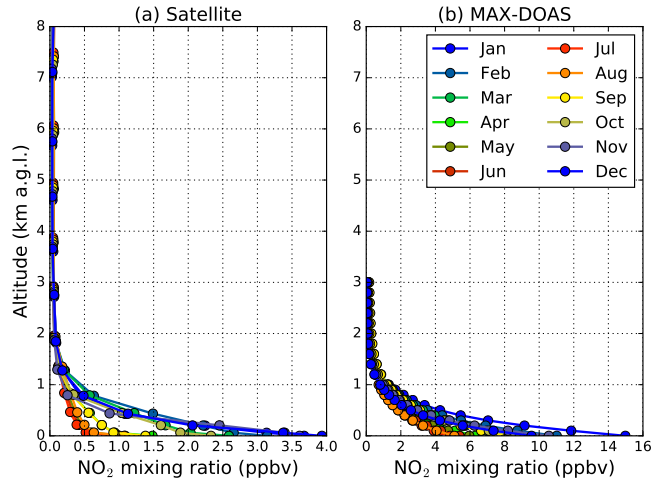 (a) Satellite
(b) MAX-DOAS
8
7
6
5
4
3
2
1
0
Altitude (km a.g.l.)
0.0 0.5 1.0 1.5 2.0 2.5 3.0 3.5 4.0
NO₂ mixing ratio (ppbv)
8
7
6
5
4
3
2
1
0
0 2 4 6 8 10 12 14 16
NO₂ mixing ratio (ppbv)
Jan
Feb
Mar
Apr
May
Jun
Jul
Aug
Sep
Oct
Nov
Dec